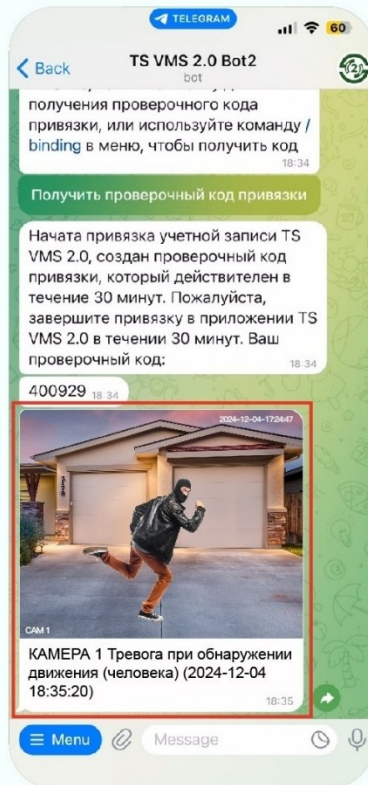 TELEGRAM
60
Back
TS VMS 2.0 Bot2
bot
получения проверочного кода
привязки, или используйте команду /
binding в меню, чтобы получить код
18:34
Получить проверочный код привязки
Начата привязка учетной записи TS
VMS 2.0, создан проверочный код
привязки, который действителен в
течение 30 минут. Пожалуйста,
завершите привязку в приложении TS
VMS 2.0 в течении 30 минут. Ваш
проверочный код:
18:34
400929 18:34
2024-12-04-17:24:47
CAM 1
КАМЕРА 1 Тревога при обнаружении
движения (человека) (2024-12-04
18:35:20)
18:35
Menu
Message